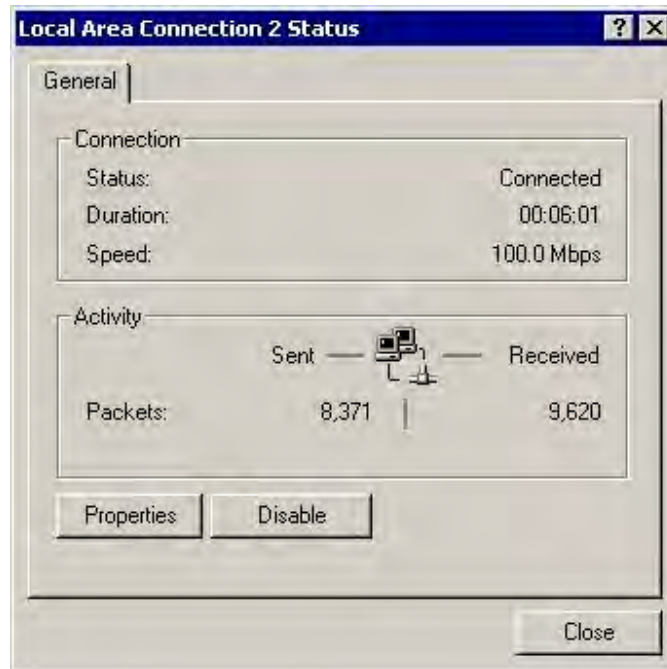 Local Area Connection 2 Status
General
Connection
Status: Connected
Duration: 00:06:01
Speed: 100.0 Mbps
Activity
Sent Received
Packets: 8,371 9,620
Properties Disable
Close